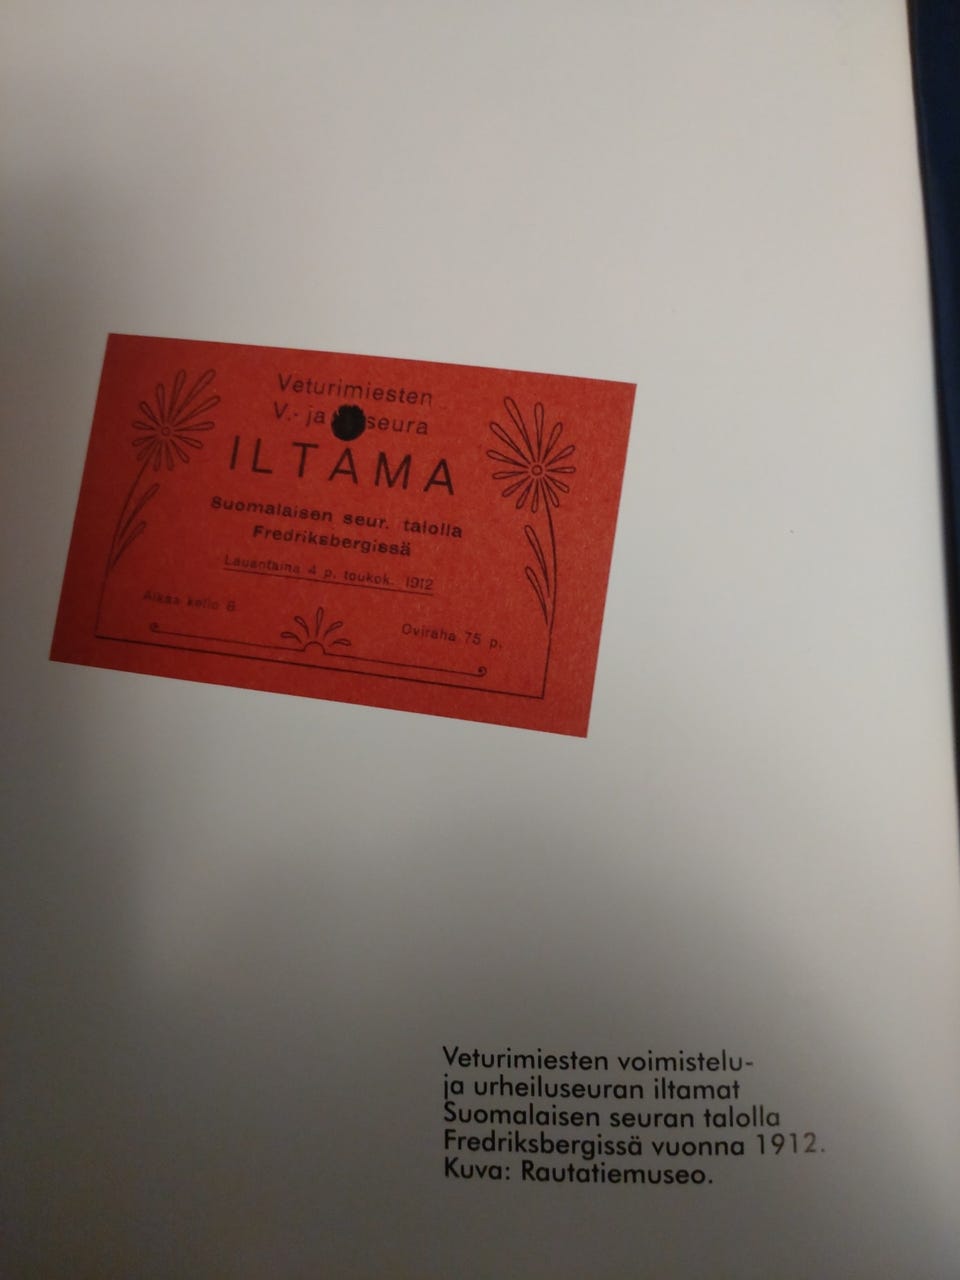 Veturimiesten
V.- ja seura
ILTAMA
Suomalaisen seur. talolla
Fredriksbergissä
Lauantaina 4 p. toukok. 1912
Alkaa kello 8
Oviraha 75 p.
Veturimiesten voimistelu-
ja urheiluseuran iltamat
Suomalaisen seuran talolla
Fredriksbergissä vuonna 1912.
Kuva: Rautatiemuseo.